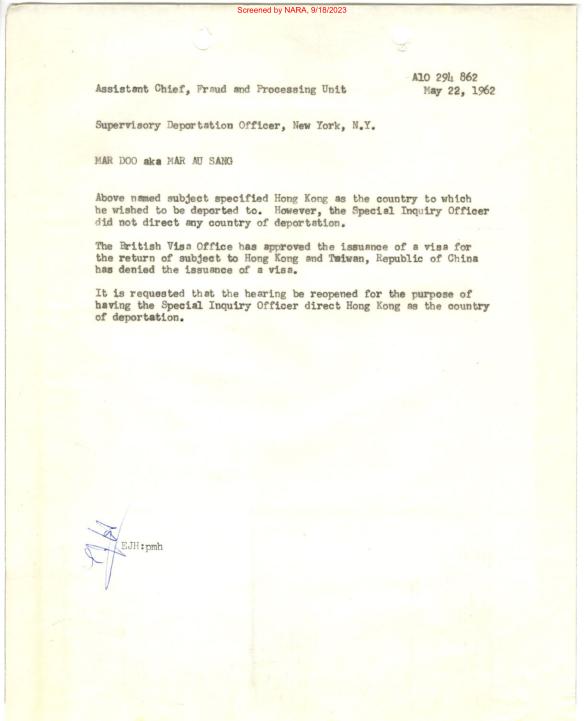 Screened by NARA, 9/18/2023
A10 294 862
Assistant Chief, Fraud and Processing Unit May 22, 1962
Supervisory Deportation Officer, New York, N.Y.
MAR DOO aka MAR AU SANG
Above named subject specified Hong Kong as the country to which
he wished to be deported to. However, the Special Inquiry Officer
did not direct any country of deportation.
The British Visa Office has approved the issuance of a visa for
the return of subject to Hong Kong and Taiwan, Republic of China
has denied the issuance of a visa.
It is requested that the hearing be reopened for the purpose of
having the Special Inquiry Officer direct Hong Kong as the country
of deportation.
EJH:pmh